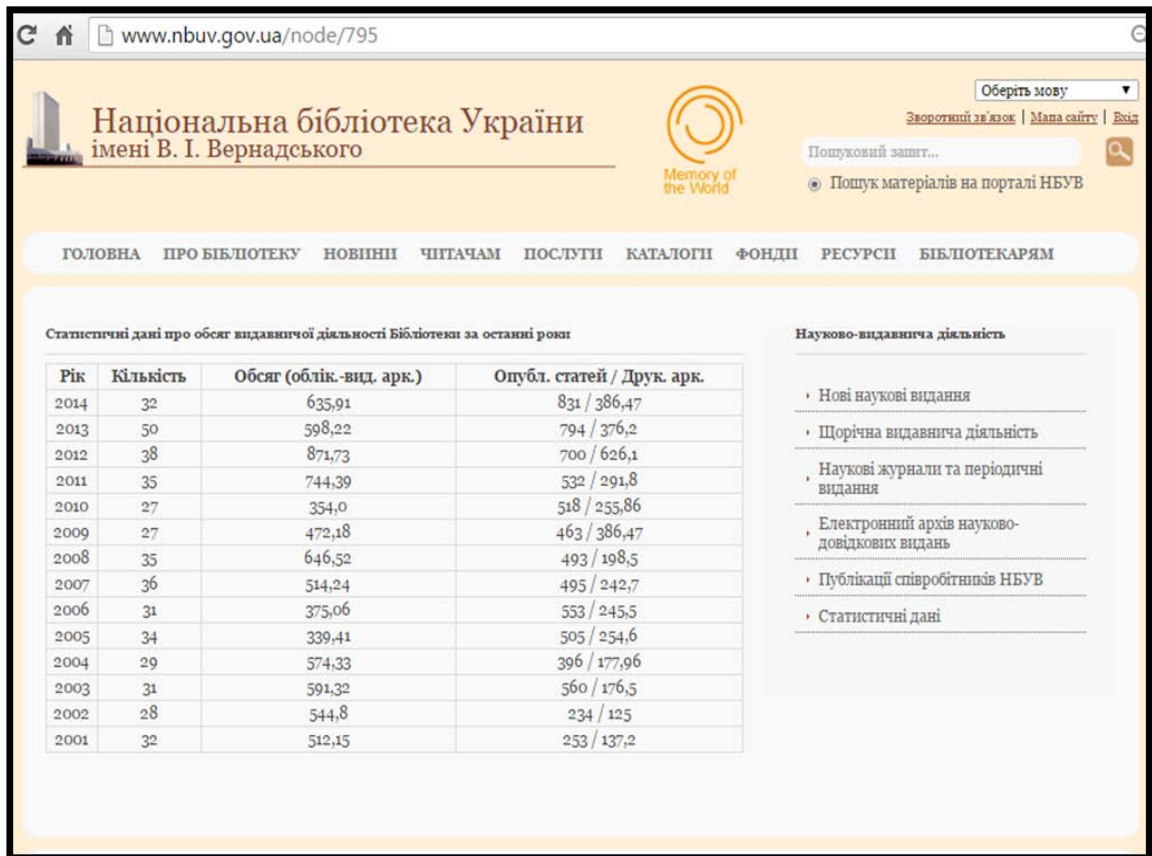 www.nbuv.gov.ua/node/795
Оберіть мову
Зворотний зв'язок | Мапа сайту | Вхід
Національна бібліотека України
імені В. І. Вернадського
Memory of
the World
Пошуковий запит...
Пошук матеріалів на порталі НБУВ
ГОЛОВНА ПРО БІБЛІОТЕКУ НОВИНИ ЧИТАЧАМ ПОСЛУГИ КАТАЛОГИ ФОНДИ РЕСУРСИ БІБЛІОТЕКАРЯМ
Статистичні дані про обсяг видавничої діяльності Бібліотеки за останні роки
Рік Кількість Обсяг (облік.-вид. арк.) Опубл. статей / Друк. арк.
2014 32 635,91 831 / 386,47
2013 50 598,22 794 / 376,2
2012 38 871,73 700 / 626,1
2011 35 744,39 532 / 291,8
2010 27 354,0 518 / 255,86
2009 27 472,18 463 / 386,47
2008 35 646,52 493 / 198,5
2007 36 514,24 495 / 242,7
2006 31 375,06 553 / 245,5
2005 34 339,41 505 / 254,6
2004 29 574,33 396 / 177,96
2003 31 591,32 560 / 176,5
2002 28 544,8 234 / 125
2001 32 512,15 253 / 137,2
Науково-видавнича діяльність
Нові наукові видання
Щорічна видавнича діяльність
Наукові журнали та періодичні
видання
Електронний архів науково-
довідкових видань
Публікації співробітників НБУВ
Статистичні дані